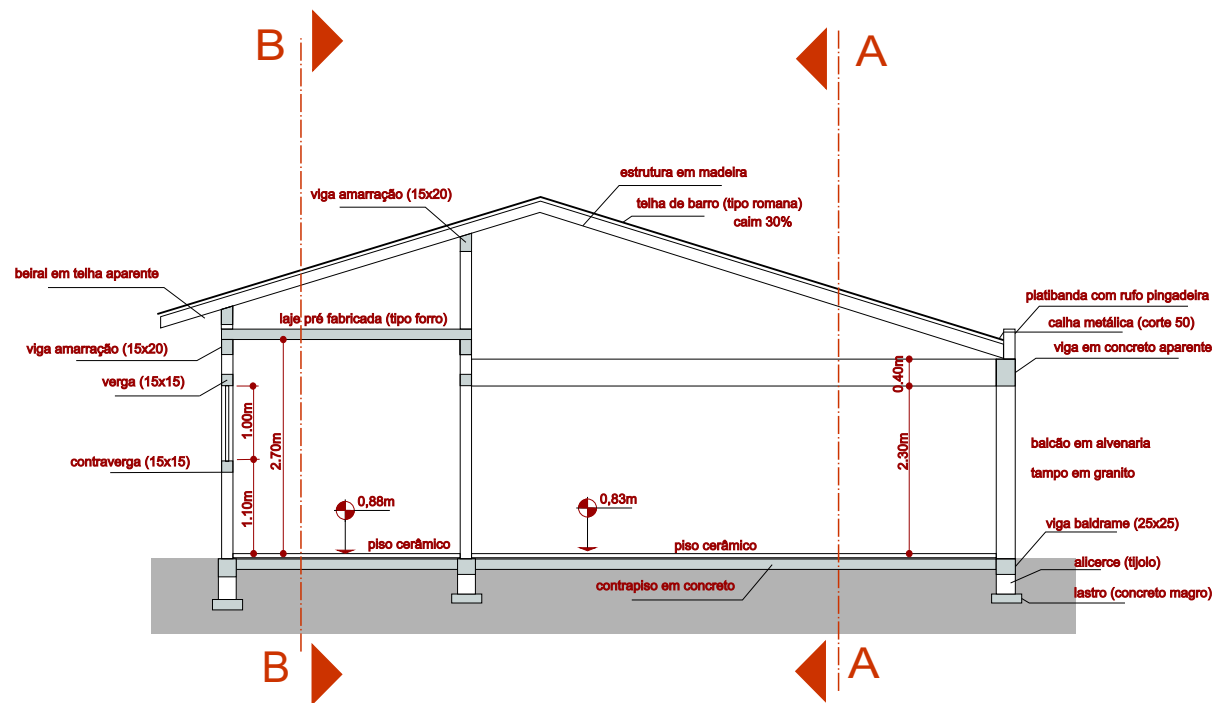 B
A
estrutura em madeira
viga amarração (15x20)
telha de barro (tipo romana)
caim 30%
beiral em telha aparente
platibanda com rufo pingadeira
laje pré fabricada (tipo forro)
calha metálica (corte 50)
viga amarração (15x20)
viga em concreto aparente
verga (15x15)
0.40m
1.00m
2.70m
2.30m
balcão em alvenaria
contraverga (15x15)
tampo em granito
1.10m
0,88m
0,83m
viga baldrame (25x25)
piso cerâmico
piso cerâmico
alicerce (tijolo)
contrapiso em concreto
lastro (concreto magro)
B
A